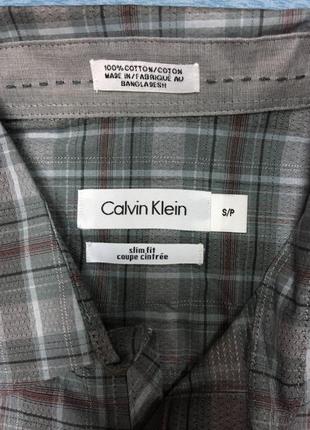 100% COTTON/COTON
MADE IN/FABRIQUÉ AU
BANGLADESH
Calvin Klein
S/P
slim fit
coupe cintrée